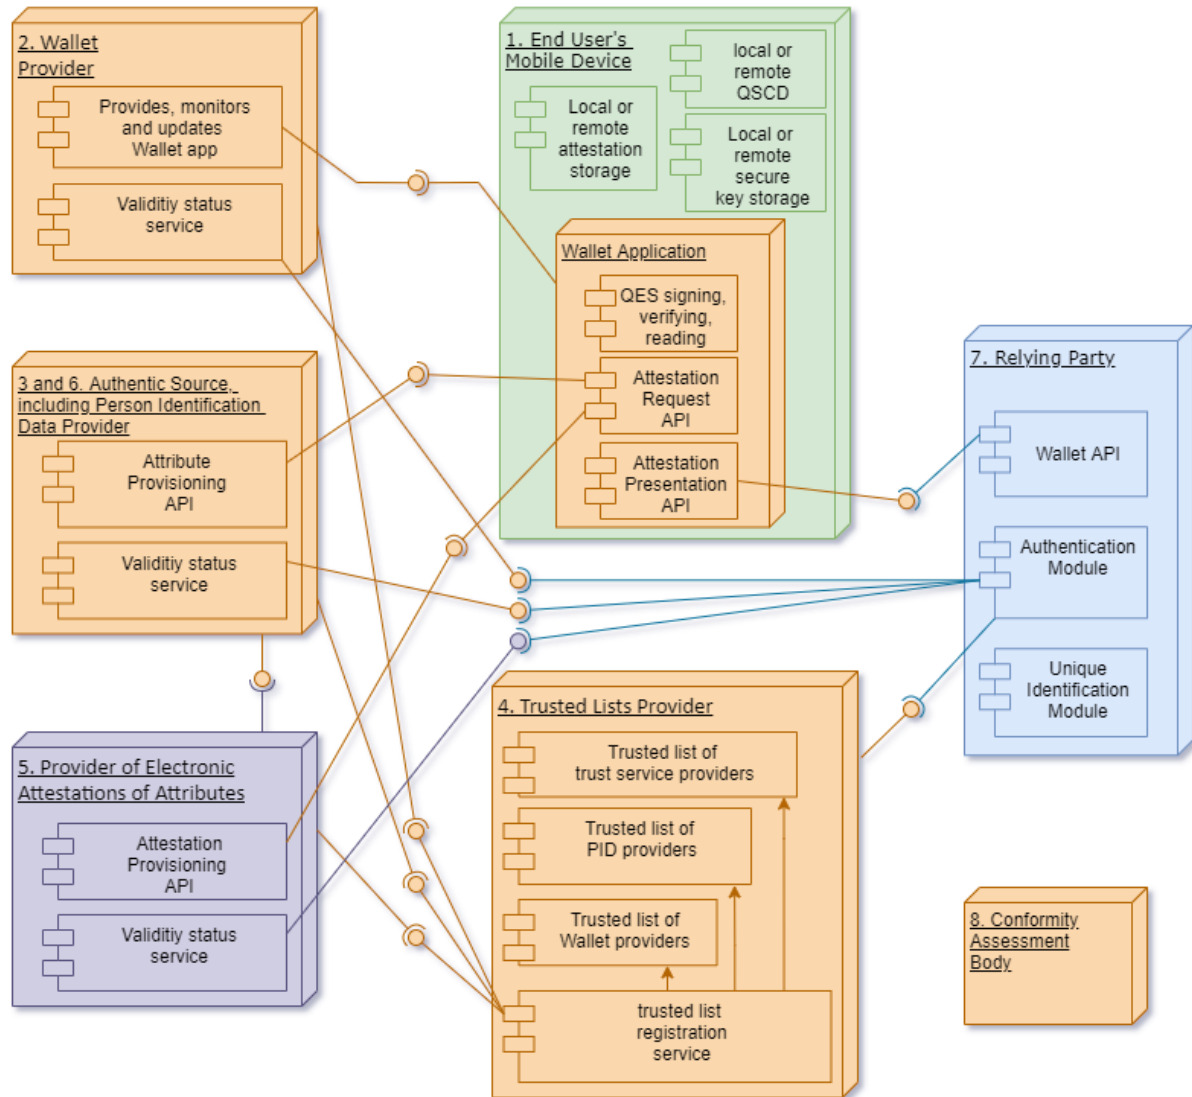 2. Wallet
Provider
Provides, monitors
and updates
Wallet app
Validitiy status
service
1. End User's
Mobile Device
local or
remote
QSCD
Local or
remote
attestation
storage
Local or
remote
secure
key storage
Wallet Application
QES signing,
verifying,
reading
Attestation
Request
API
Attestation
Presentation
API
3 and 6. Authentic Source,
including Person Identification
Data Provider
Attribute
Provisioning
API
Validitiy status
service
7. Relying Party
Wallet API
Authentication
Module
Unique
Identification
Module
5. Provider of Electronic
Attestations of Attributes
Attestation
Provisioning
API
Validitiy status
service
4. Trusted Lists Provider
Trusted list of
trust service providers
Trusted list of
PID providers
Trusted list of
Wallet providers
trusted list
registration
service
8. Conformity
Assessment
Body